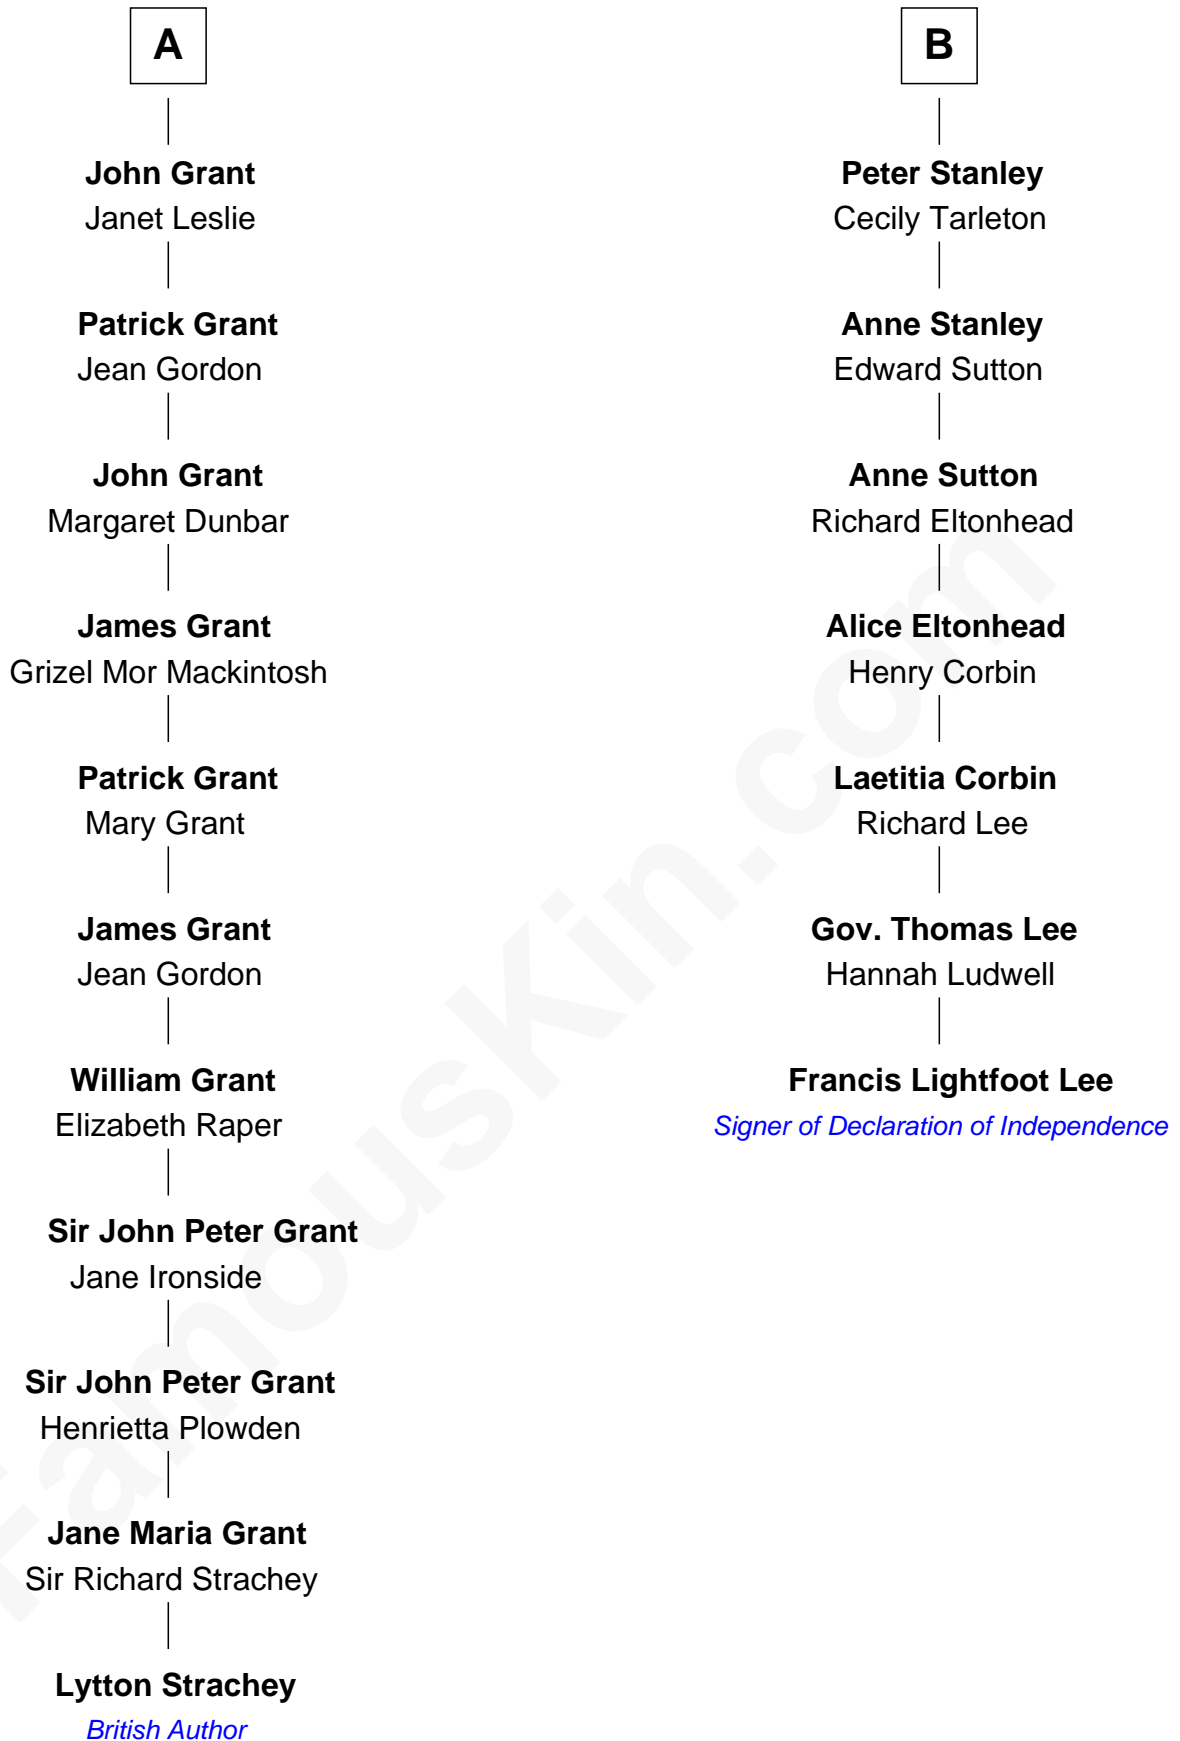 A
John Grant
Janet Leslie
Patrick Grant
Jean Gordon
John Grant
Margaret Dunbar
James Grant
Grizel Mor Mackintosh
Patrick Grant
Mary Grant
James Grant
Jean Gordon
William Grant
Elizabeth Raper
Sir John Peter Grant
Jane Ironside
Sir John Peter Grant
Henrietta Plowden
Jane Maria Grant
Sir Richard Strachey
Lytton Strachey
British Author
B
Peter Stanley
Cecily Tarleton
Anne Stanley
Edward Sutton
Anne Sutton
Richard Eltonhead
Alice Eltonhead
Henry Corbin
Laetitia Corbin
Richard Lee
Gov. Thomas Lee
Hannah Ludwell
Francis Lightfoot Lee
Signer of Declaration of Independence
FamousKin.com